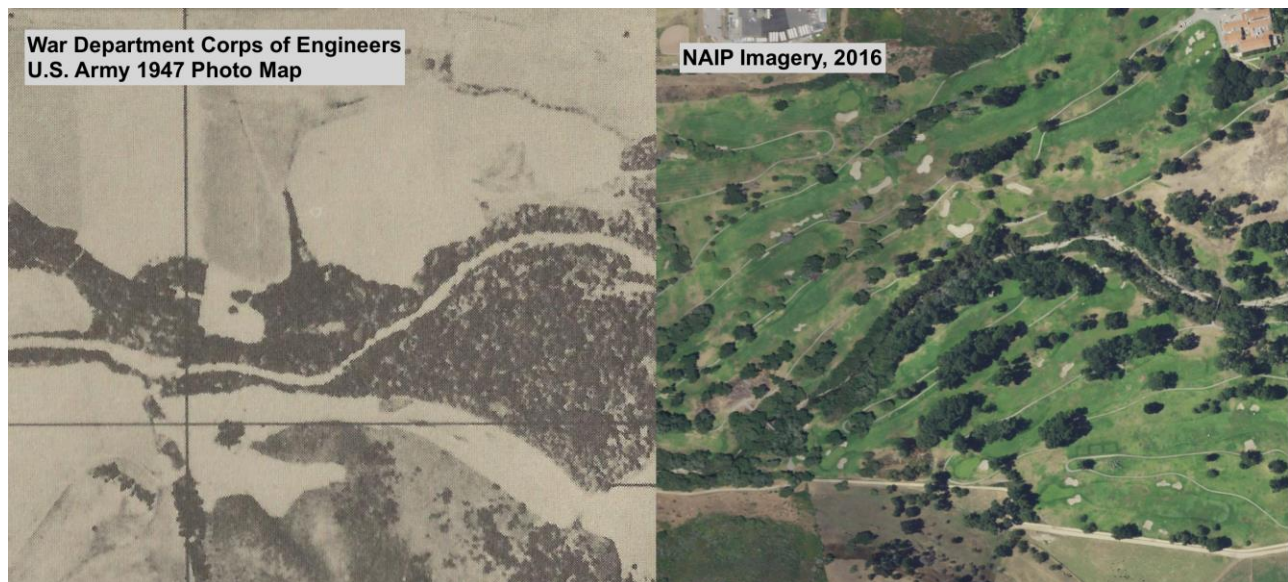 War Department Corps of Engineers
U.S. Army 1947 Photo Map
NAIP Imagery, 2016